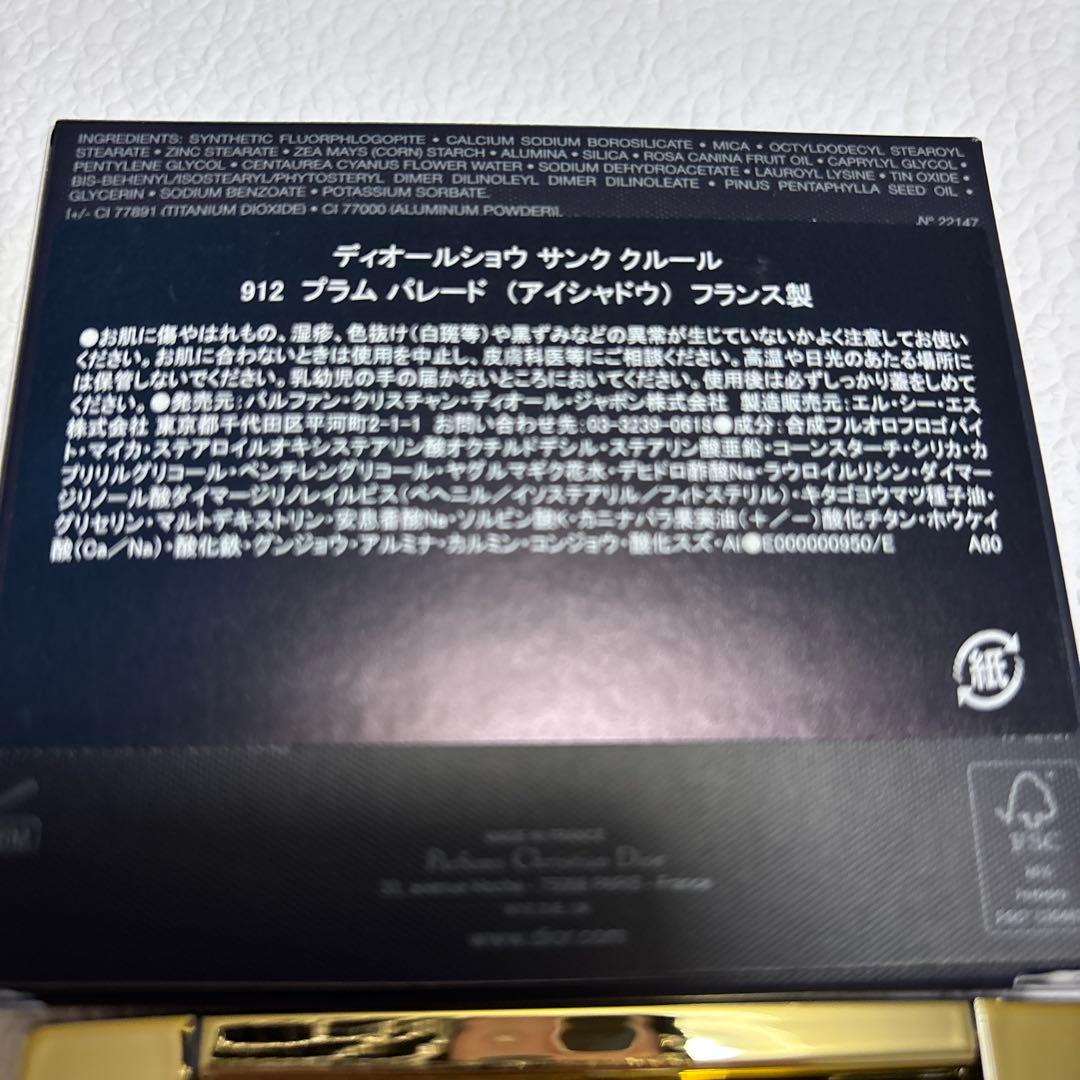 INGREDIENTS: SYNTHETIC FLUORPHLOGOPITE • CALCIUM SODIUM BOROSILICATE • MICA • OCTYLDODECYL STEAROYL
STEARATE • ZINC STEARATE • ZEA MAYS (CORN) STARCH • ALUMINA • SILICA • ROSA CANINA FRUIT OIL • CAPRYLYL GLYCOL •
PENTYLENE GLYCOL • CENTAUREA CYANUS FLOWER WATER • SODIUM DEHYDROACETATE • LAUROYL LYSINE • TIN OXIDE •
BIS-BEHENYL/ISOSTEARYL/PHYTOSTERYL DIMER DILINOLEYL DIMER DILINOLEATE • PINUS PENTAPHYLLA SEED OIL •
GLYCERIN • SODIUM BENZOATE • POTASSIUM SORBATE.
[+/- CI 77891 (TITANIUM DIOXIDE) • CI 77000 (ALUMINUM POWDER)].
N° 22147
ディオールショウ サンク クルール
912 プラム パレード (アイシャドウ) フランス製
●お肌に傷やはれもの、湿疹、色抜け(白斑等)や黒ずみなどの異常が生じていないかよく注意してお使い
ください。お肌に合わないときは使用を中止し、皮膚科医等にご相談ください。高温や日光のあたる場所に
は保管しないでください。乳幼児の手の届かないところにおいてください。使用後は必ずしっかり蓋をしめて
ください。●発売元:パルファン・クリスチャン・ディオール・ジャポン株式会社 製造販売元:エル・シー・エス
株式会社 東京都千代田区平河町2-1-1 お問い合わせ先:03-3239-0618●成分:合成フルオロフロゴパイ
ト・マイカ・ステアロイルオキシステアリン酸オクチルドデシル・ステアリン酸亜鉛・コーンスターチ・シリカ・カ
プリリルグリコール・ペンチレングリコール・ヤグルマギク花水・デヒドロ酢酸Na・ラウロイルリシン・ダイマー
ジリノール酸ダイマージリノレイルビス(ベヘニル/イソステアリル/フィトステリル)・キタゴヨウマツ種子油・
グリセリン・マルトデキストリン・安息香酸Na・ソルビン酸K・カニナバラ果実油(+/-)酸化チタン・ホウケイ
酸(Ca/Na)・酸化鉄・グンジョウ・アルミナ・カルミン・コンジョウ・酸化スズ・Al●E000000950/E A60
紙
MADE IN FRANCE
Parfums Christian Dior
75008 PARIS - France
www.dior.com
FSC